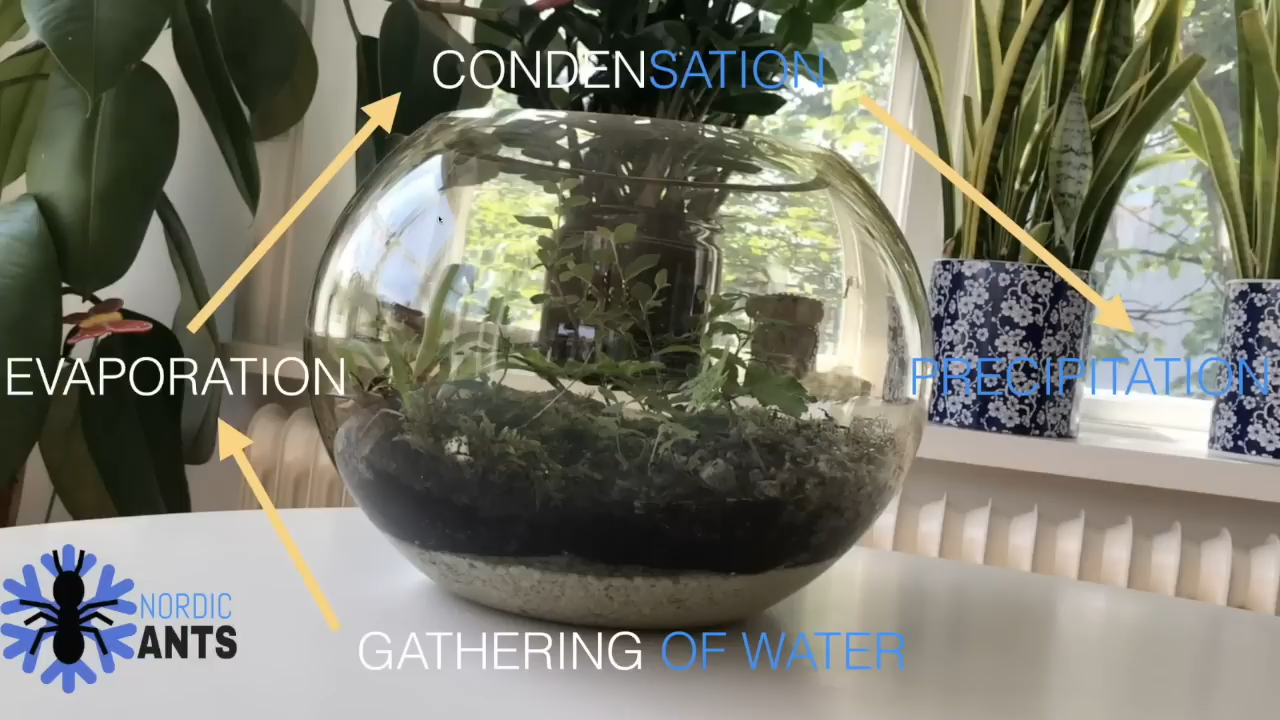 CONDENSATION
EVAPORATION
PRECIPITATION
NORDIC
ANTS
GATHERING OF WATER